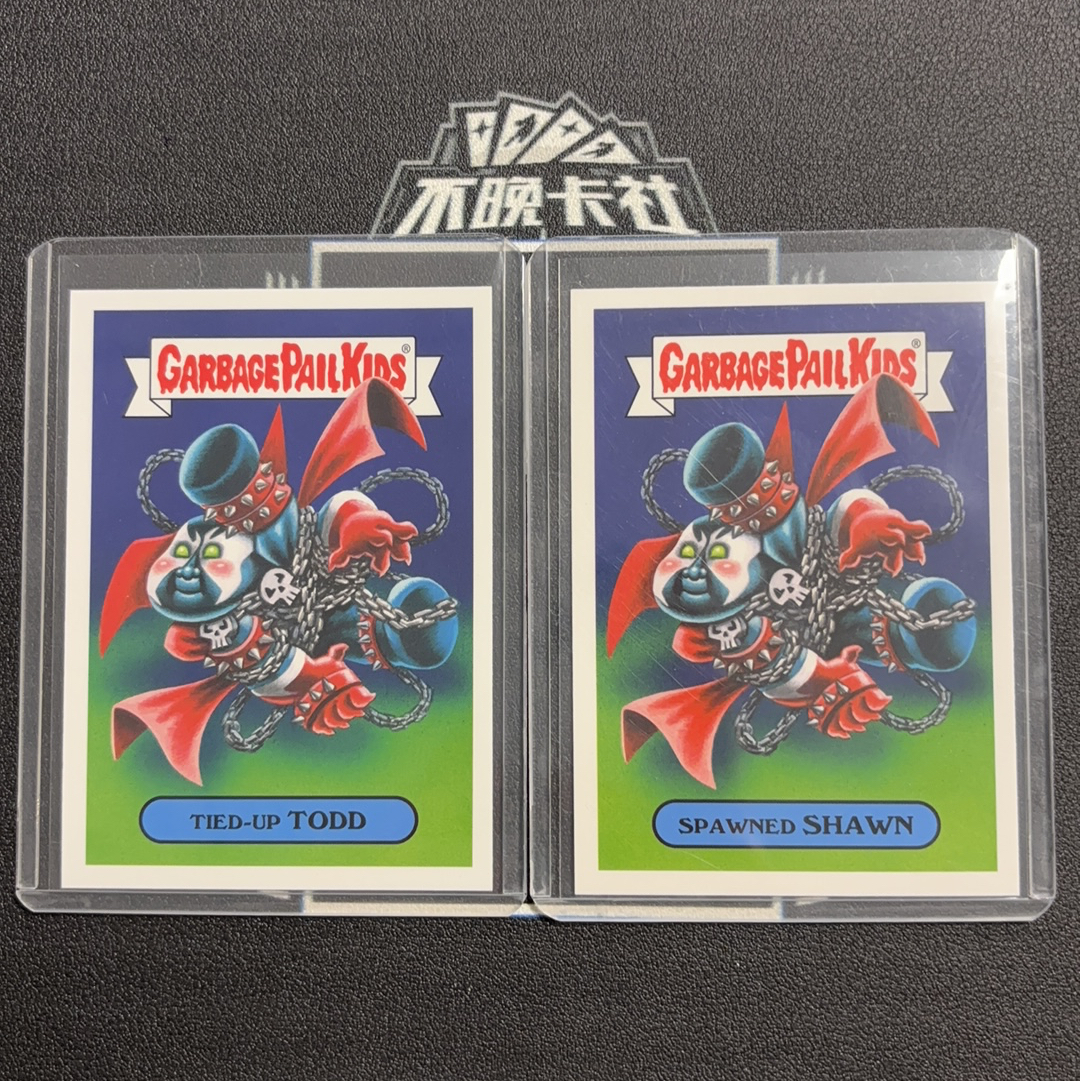 不晚卡社
GARBAGE PAIL KIDS®
TIED-UP TODD
GARBAGE PAIL KIDS®
SPAWNED SHAWN